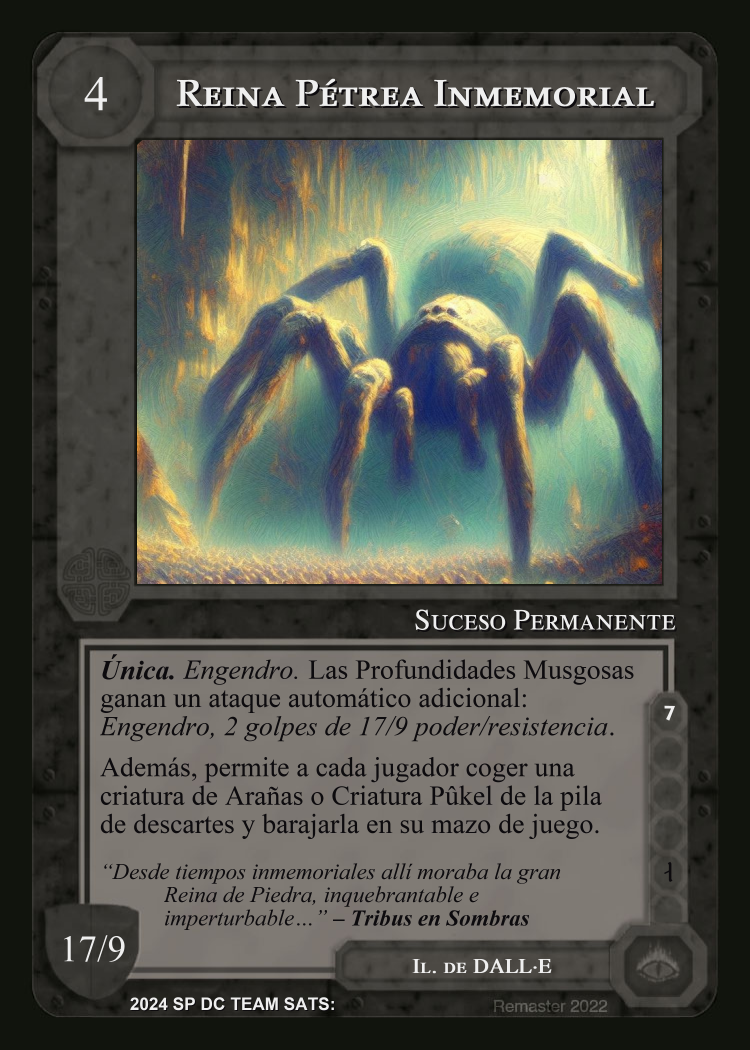 4
Reina Pétrea Inmemorial
Suceso Permanente
Única. Engendro. Las Profundidades Musgosas
ganan un ataque automático adicional:
Engendro, 2 golpes de 17/9 poder/resistencia.
7
Además, permite a cada jugador coger una
criatura de Arañas o Criatura Pûkel de la pila
de descartes y barajarla en su mazo de juego.
“Desde tiempos inmemoriales allí moraba la gran
Reina de Piedra, inquebrantable e
imperturbable…” – Tribus en Sombras
17/9
Il. de DALL·E
2024 SP DC TEAM SATS:
Remaster 2022